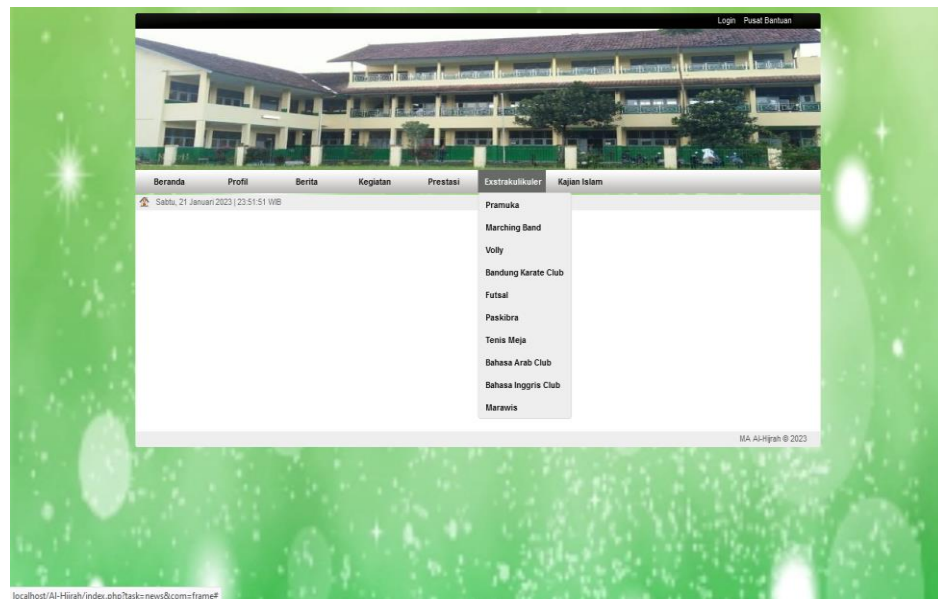 Login Pusat Bantuan
Beranda Profil Berita Kegiatan Prestasi Exstrakulikuler Kajian Islam
Sabtu, 21 Januari 2023 | 23:51:51 WIB
Pramuka
Marching Band
Volly
Bandung Karate Club
Futsal
Paskibra
Tenis Meja
Bahasa Arab Club
Bahasa Inggris Club
Marawis
MA Al-Hijrah © 2023
localhost/Al-Hijrah/index.php?task=news&com=frame#